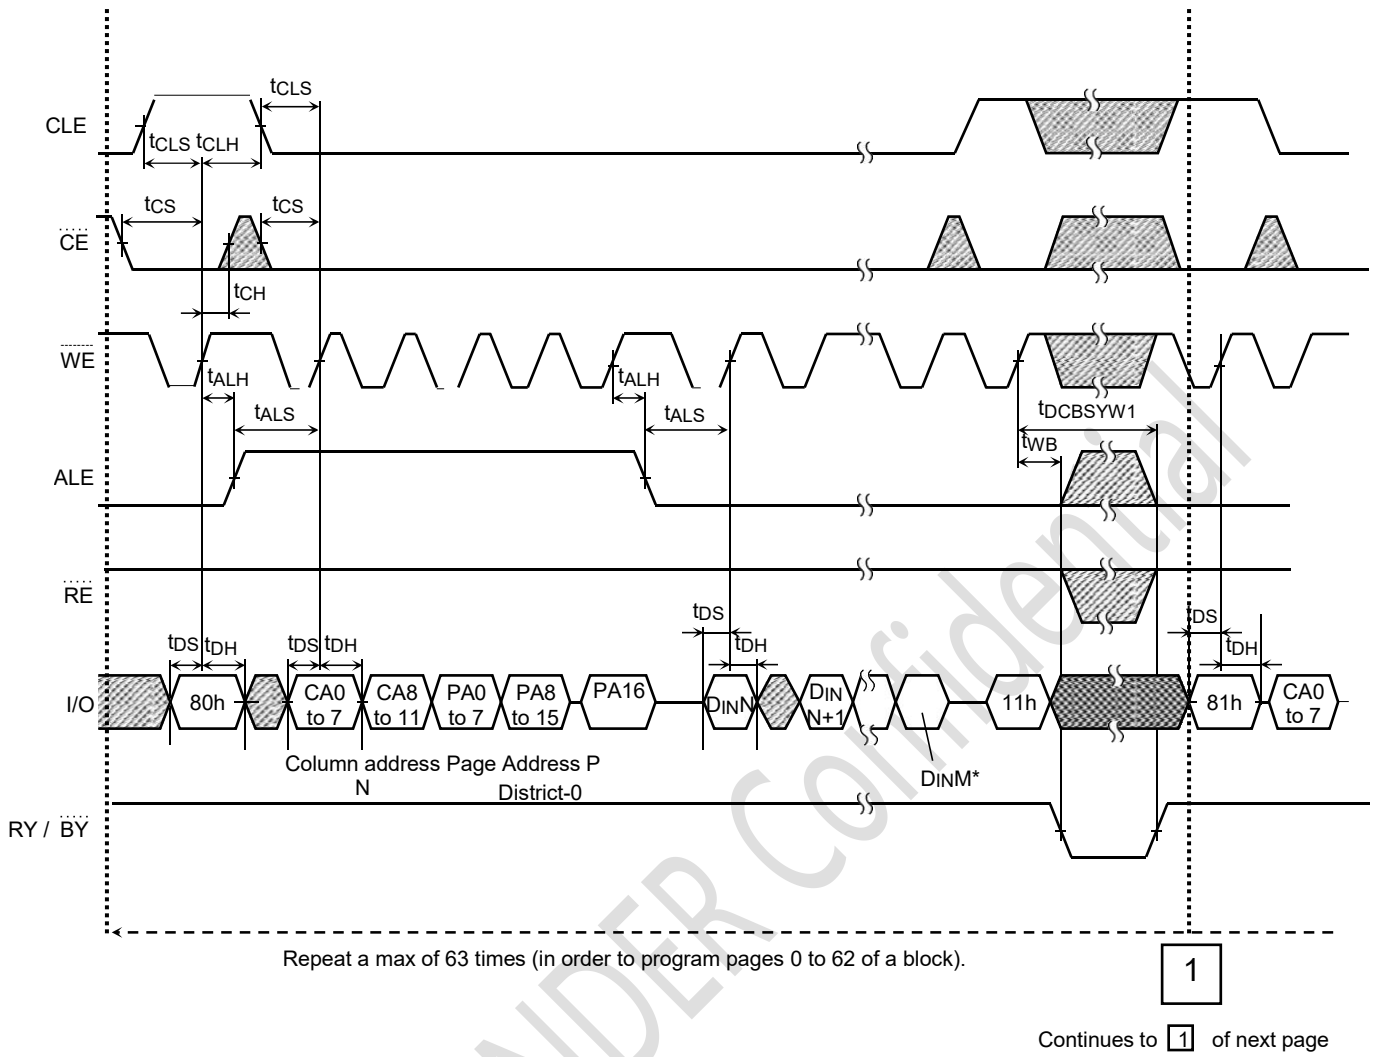 tCLS
CLE
tCLS tCLH
tCS
tCS
CE
tCH
WE
tALH
tALH
tALS
tALS
tDCBSYW1
tWB
ALE
RE
tDS tDH
tDS tDH
tDS
tDH
tDS
tDH
I/O
80h
CA0 to 7
CA8 to 11
PA0 to 7
PA8 to 15
PA16
DINN
DIN N+1
11h
81h
CA0 to 7
Column address Page Address P
N
District-0
DINM*
RY / BY
Repeat a max of 63 times (in order to program pages 0 to 62 of a block).
1
Continues to 1 of next page
NDER Confidential